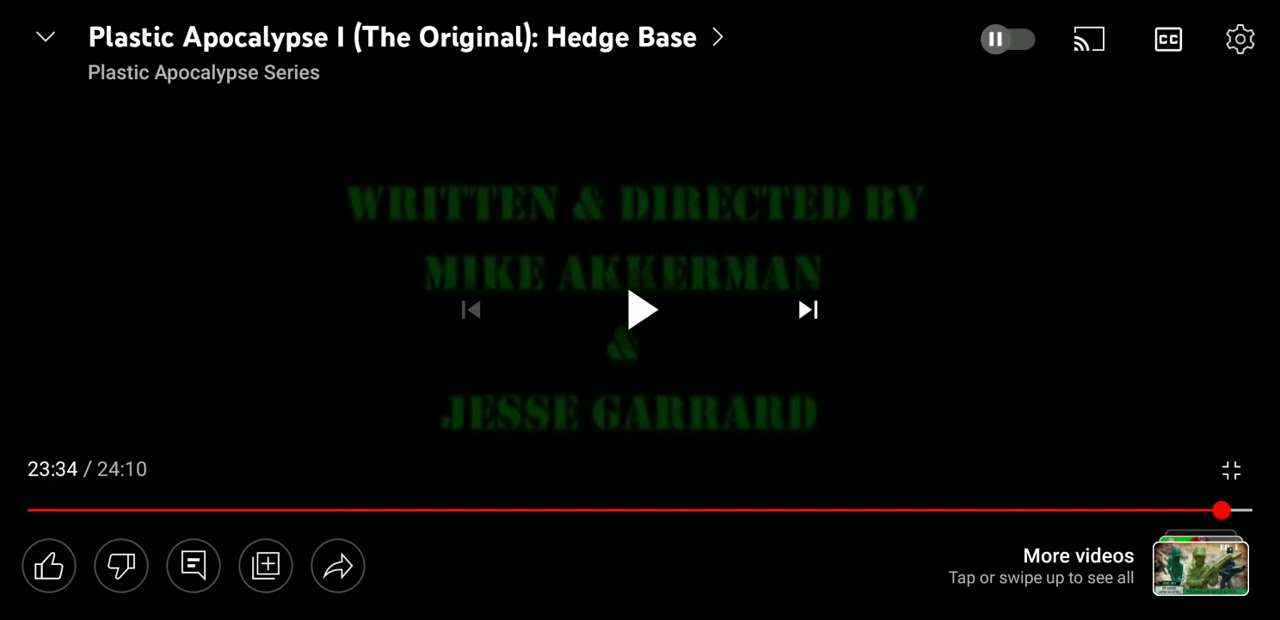 Plastic Apocalypse I (The Original): Hedge Base
Plastic Apocalypse Series
CC
WRITTEN & DIRECTED BY
MIKE AKKERMAN
&
JESSE GARRARD
23:34 / 24:10
More videos
Tap or swipe up to see all